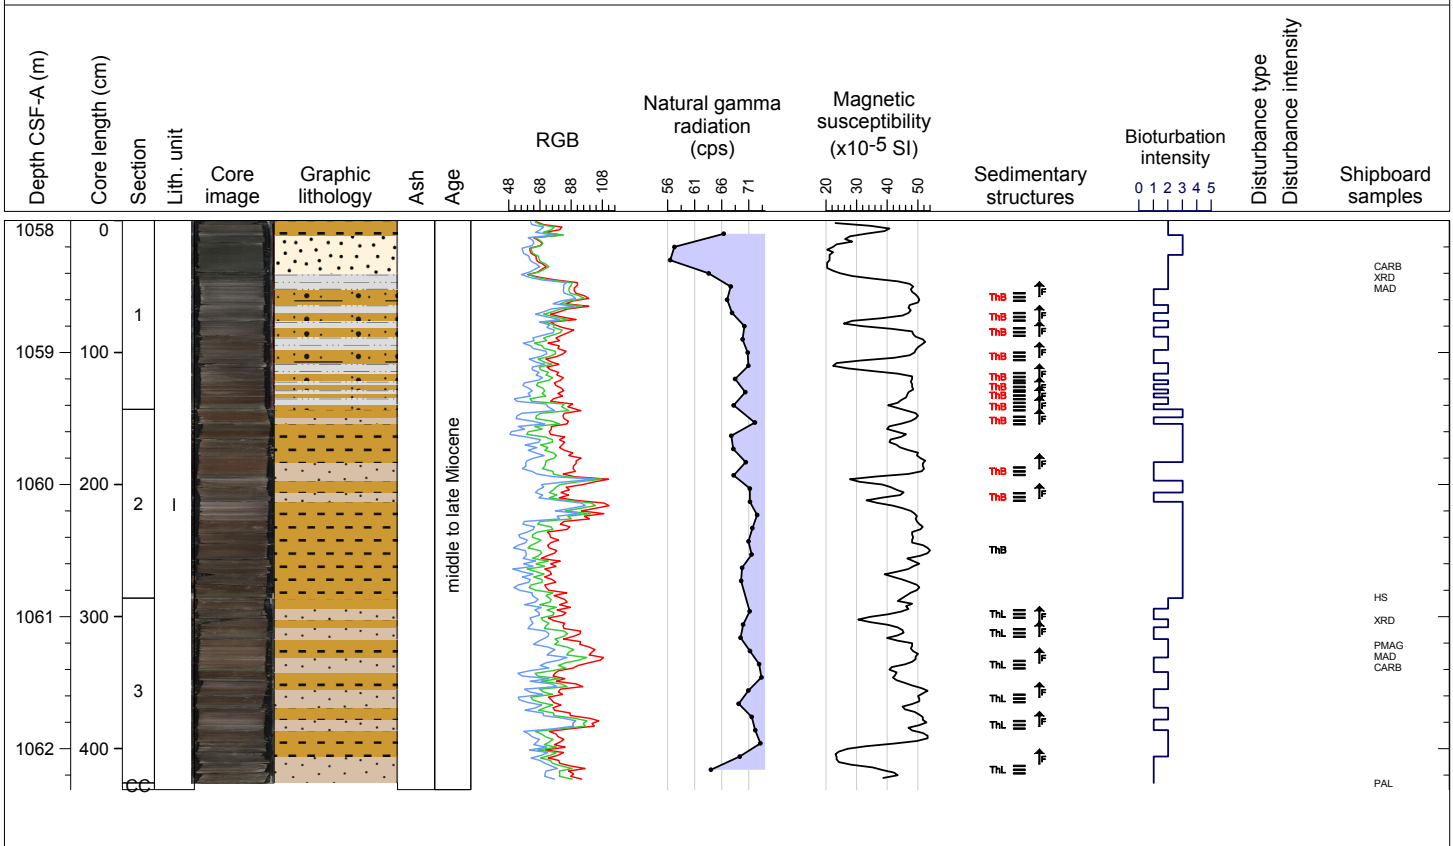 Depth CSF-A (m)
Core length (cm)
Section
Lith. unit
Core
image
Graphic
lithology
Ash
Age
RGB
48 68 88 108
Natural gamma
radiation
(cps)
56 61 66 71
Magnetic
susceptibility
(x10-5 SI)
20 30 40 50
Sedimentary
structures
Bioturbation
intensity
0 1 2 3 4 5
Disturbance type
Disturbance intensity
Shipboard
samples
1058
1059
1060
1061
1062
0
100
200
300
400
1
2
3
CC
I
middle to late Miocene
ThB F
ThB F
ThB F
ThB F
ThB F
ThB F
ThB F
ThB F
ThB F
ThB F
ThB F
ThB
ThL F
ThL F
ThL F
ThL F
ThL F
ThL F
CARB
XRD
MAD
HS
XRD
PMAG
MAD
CARB
PAL